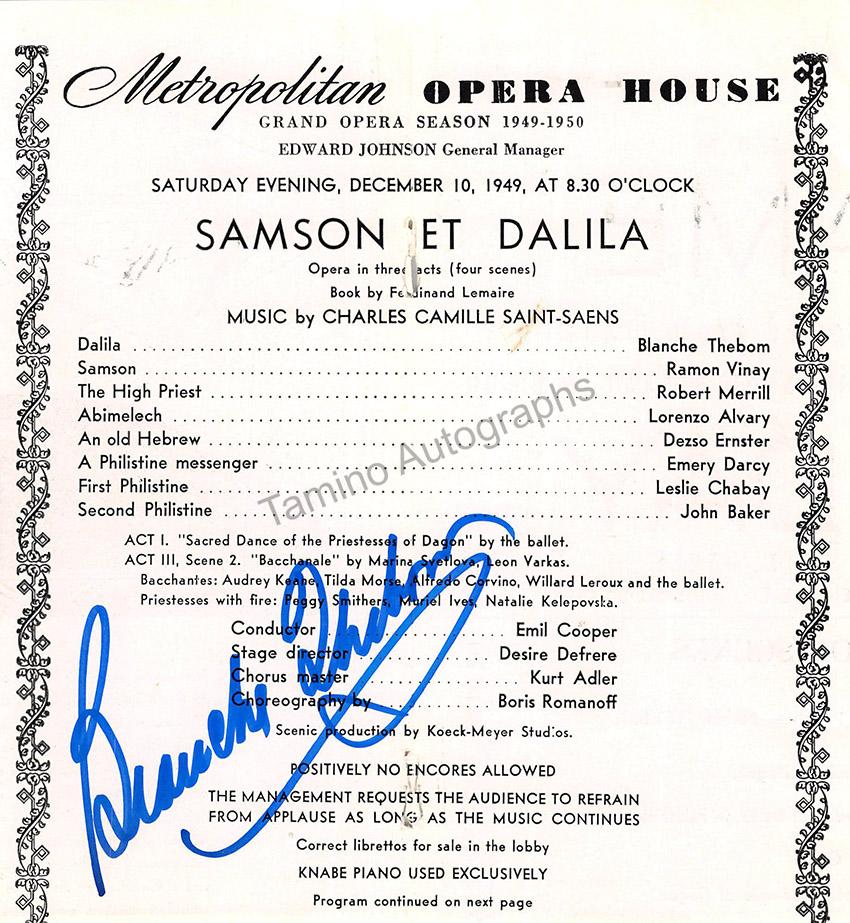 Metropolitan OPERA HOUSE
GRAND OPERA SEASON 1949-1950
EDWARD JOHNSON General Manager
SATURDAY EVENING, DECEMBER 10, 1949, AT 8.30 O'CLOCK
SAMSON ET DALILA
Opera in three acts (four scenes)
Book by Ferdinand Lemaire
MUSIC by CHARLES CAMILLE SAINT-SAENS
Dalila ........ Blanche Thebom
Samson ........ Ramon Vinay
The High Priest ........ Robert Merrill
Abimelech ........ Lorenzo Alvary
An old Hebrew ........ Dezso Ernster
A Philistine messenger ........ Emery Darcy
First Philistine ........ Leslie Chabay
Second Philistine ........ John Baker
Tamino Autographs
ACT I. "Sacred Dance of the Priestesses of Dagon" by the ballet.
ACT III, Scene 2. "Bacchanale" by Marina Svetlova, Leon Varkas.
Bacchantes: Audrey Keane, Tilda Morse, Alfredo Corvino, Willard Leroux and the ballet.
Priestesses with fire: Peggy Smithers, Muriel Ives, Natalie Kelepovska.
Conductor ........ Emil Cooper
Stage director ........ Desire Defrere
Chorus master ........ Kurt Adler
Choreography by ........ Boris Romanoff
Blanche Thebom
Scenic production by Koeck-Meyer Studios.
POSITIVELY NO ENCORES ALLOWED
THE MANAGEMENT REQUESTS THE AUDIENCE TO REFRAIN
FROM APPLAUSE AS LONG AS THE MUSIC CONTINUES
Correct librettos for sale in the lobby
KNABE PIANO USED EXCLUSIVELY
Program continued on next page